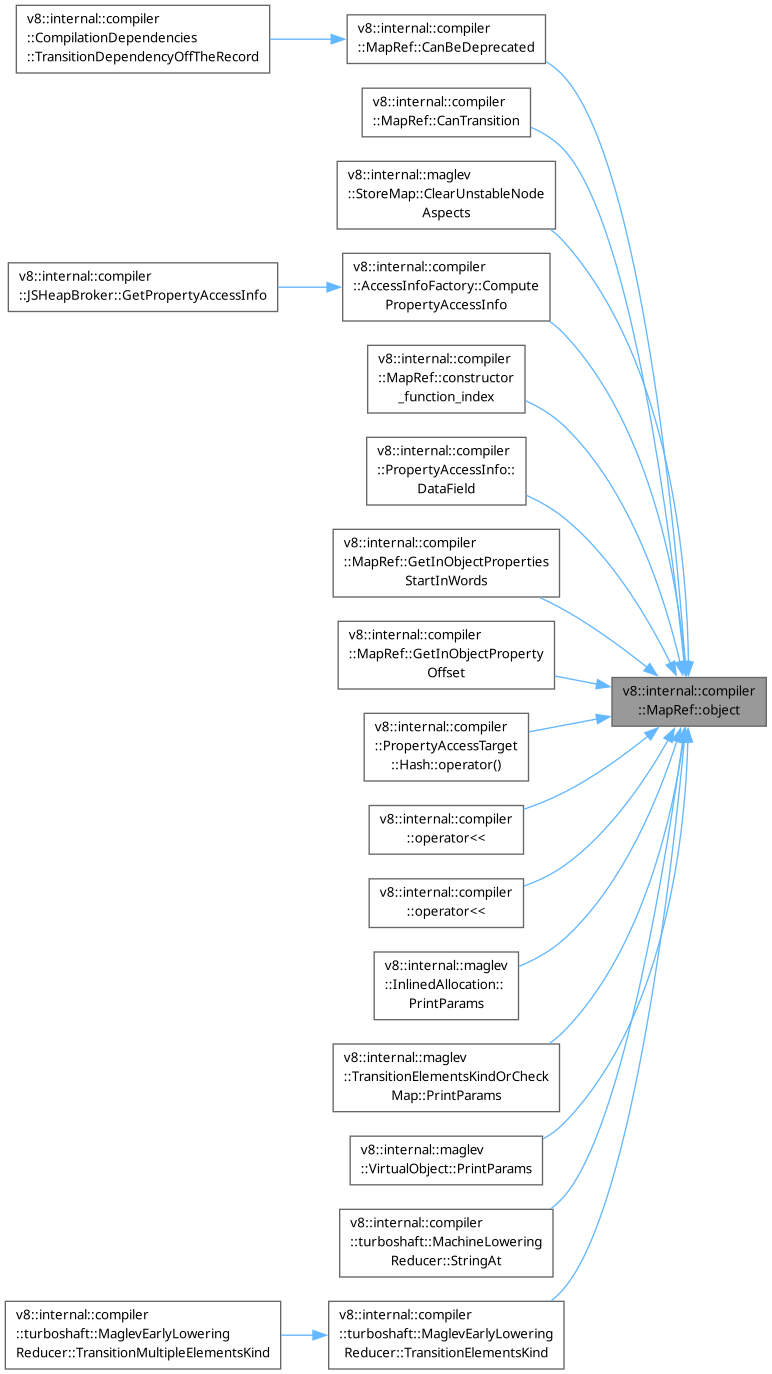 v8::internal::compiler
::CompilationDependencies
::TransitionDependencyOffTheRecord
v8::internal::compiler
::MapRef::CanBeDeprecated
v8::internal::compiler
::MapRef::CanTransition
v8::internal::maglev
::StoreMap::ClearUnstableNode
Aspects
v8::internal::compiler
::JSHeapBroker::GetPropertyAccessInfo
v8::internal::compiler
::AccessInfoFactory::Compute
PropertyAccessInfo
v8::internal::compiler
::MapRef::constructor
_function_index
v8::internal::compiler
::PropertyAccessInfo::
DataField
v8::internal::compiler
::MapRef::GetInObjectProperties
StartInWords
v8::internal::compiler
::MapRef::GetInObjectProperty
Offset
v8::internal::compiler
::MapRef::object
v8::internal::compiler
::PropertyAccessTarget
::Hash::operator()
v8::internal::compiler
::operator<<
v8::internal::compiler
::operator<<
v8::internal::maglev
::InlinedAllocation::
PrintParams
v8::internal::maglev
::TransitionElementsKindOrCheck
Map::PrintParams
v8::internal::maglev
::VirtualObject::PrintParams
v8::internal::compiler
::turboshaft::MachineLowering
Reducer::StringAt
v8::internal::compiler
::turboshaft::MaglevEarlyLowering
Reducer::TransitionMultipleElementsKind
v8::internal::compiler
::turboshaft::MaglevEarlyLowering
Reducer::TransitionElementsKind